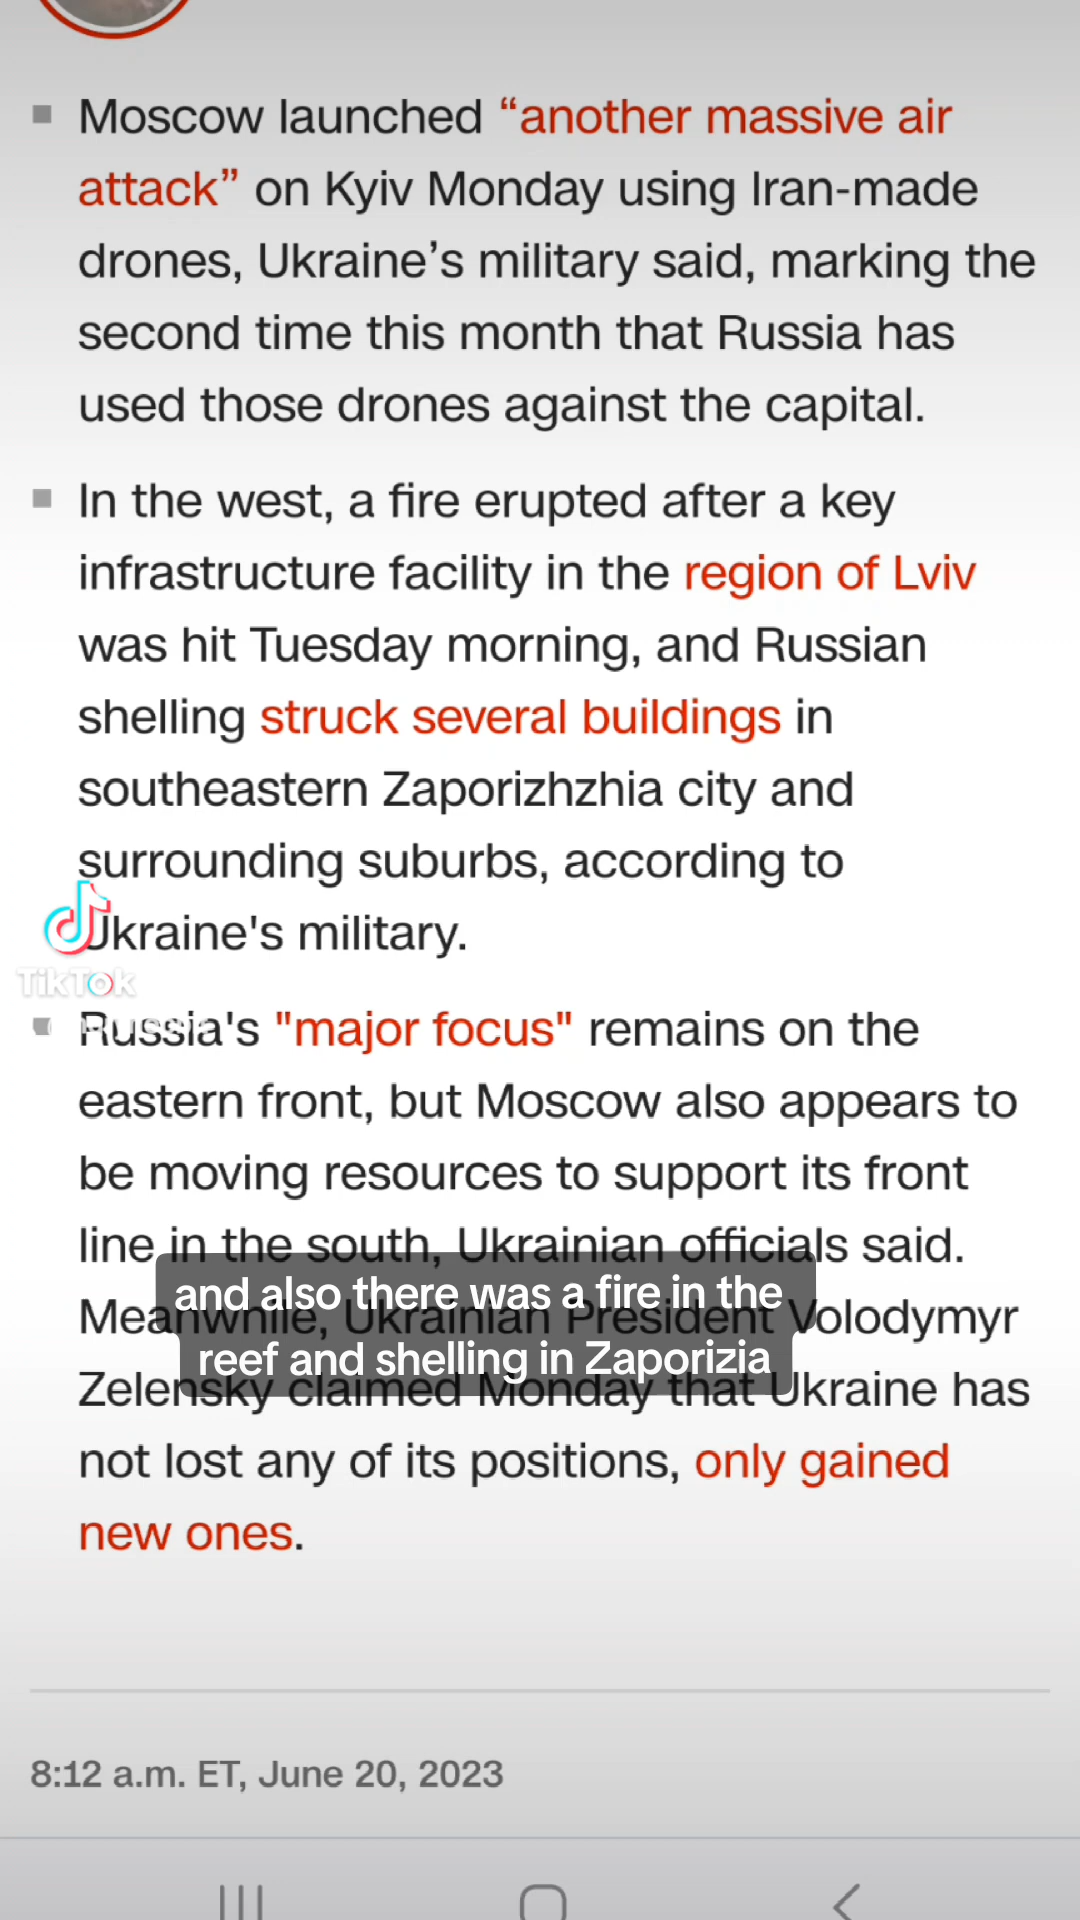 Moscow launched “another massive air
attack” on Kyiv Monday using Iran-made
drones, Ukraine’s military said, marking the
second time this month that Russia has
used those drones against the capital.
In the west, a fire erupted after a key
infrastructure facility in the region of Lviv
was hit Tuesday morning, and Russian
shelling struck several buildings in
southeastern Zaporizhzhia city and
surrounding suburbs, according to
Ukraine's military.
TikTok
Russia's "major focus" remains on the
eastern front, but Moscow also appears to
be moving resources to support its front
line in the south, Ukrainian officials said.
and also there was a fire in the
Meanwhile, Ukrainian President Volodymyr
reef and shelling in Zaporizia
Zelensky claimed Monday that Ukraine has
not lost any of its positions, only gained
new ones.
8:12 a.m. ET, June 20, 2023